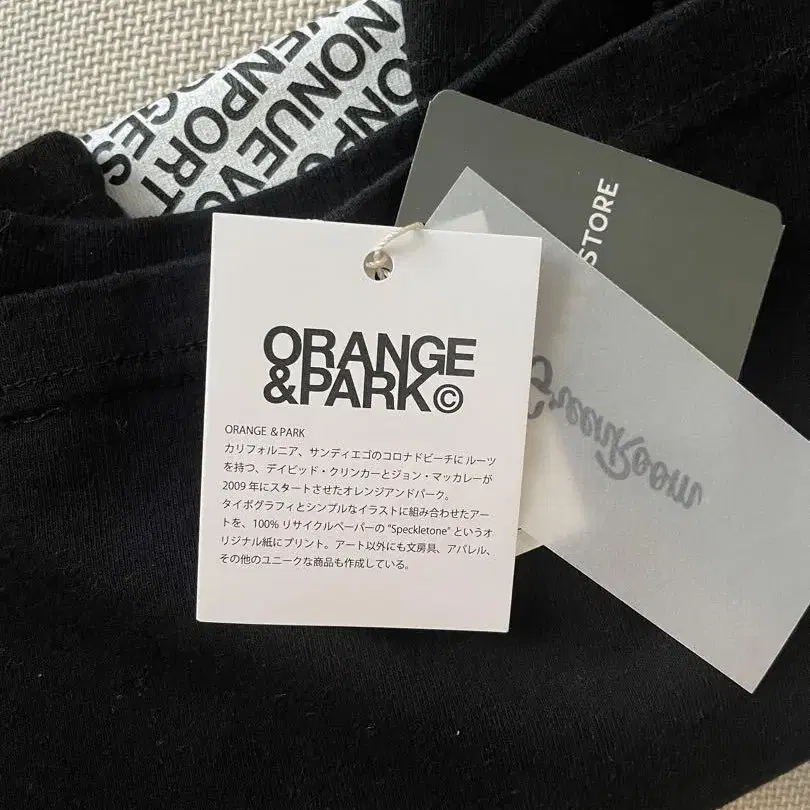 NONUEVO
ENPORT
GES
STORE
GreenRoom
ORANGE
&PARK©
ORANGE &PARK
カリフォルニア、サンディエゴのコロナドビーチに ルーツ
を持つ、デイビッド・クリンカーとジョン・マッカレーが
2009 年にスタートさせたオレンジアンドパーク。
タイポグラフィとシンプルなイラストに組み合わせたアー
トを、100% リサイクルペーパーの "Speckletone" というオ
リジナル紙にプリント。アート以外にも文房具、アパレル、
その他のユニークな商品も作成している。